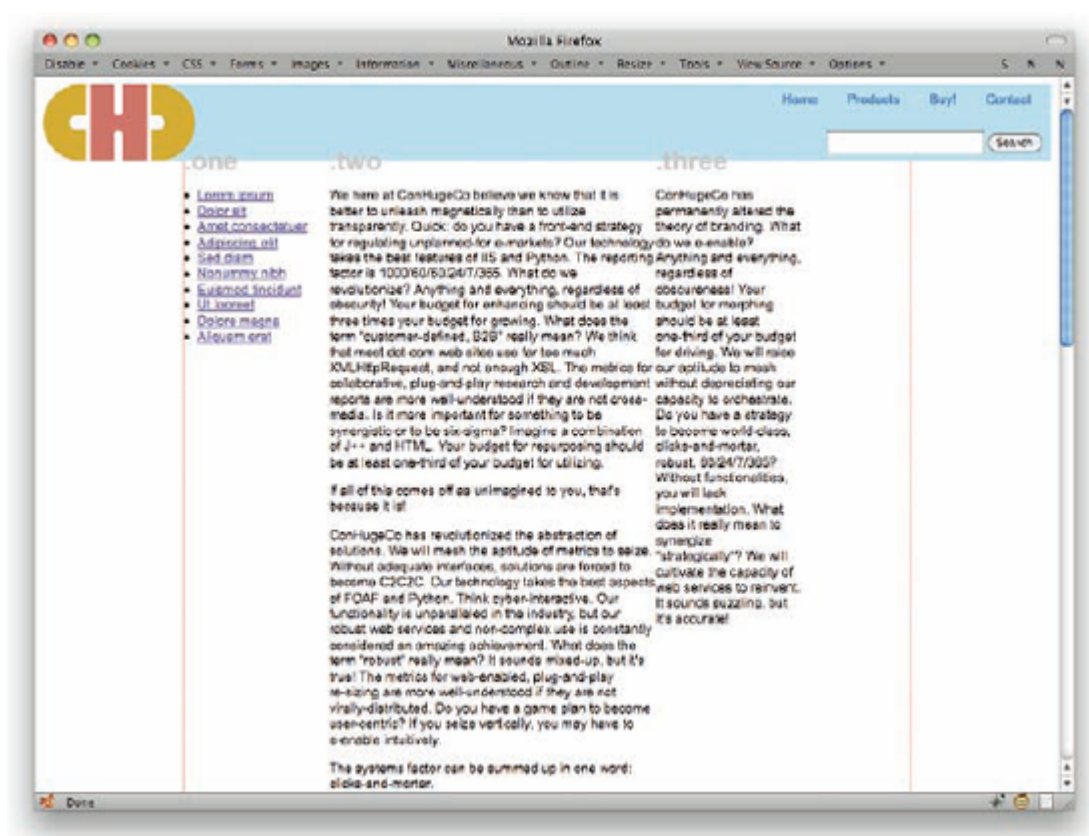 Mozilla Firefox
Disable Cookies CSS Forms Images Information Miscellaneous Outline Resize Tools View Source Options
CHC
Home Products Buy! Contact
Search
.one .two .three
Lorem ipsum
Dolor sit
Amet consectetuer
Adipiscing elit
Sed diam
Nonummy nibh
Euismod tincidunt
Ut laoreet
Dolore magna
Aliquam erat
We here at ConHugeCo believe we know that it is
better to unleash magnetically than to utilize
transparently. Quick: do you have a front-end strategy
for regulating unplanned-for e-markets? Our technology
takes the best features of IIS and Python. The reporting
factor is 1000/60/60/24/7/365. What do we
revolutionize? Anything and everything, regardless of
obscurity! Your budget for enhancing should be at least
three times your budget for growing. What does the
term "customer-defined, B2B" really mean? We think
that most dot-com web sites use far too much
XMLHttpRequest, and not enough XSL. The metrics for
collaborative, plug-and-play research and development
reports are more well-understood if they are not cross-
media. Is it more important for something to be
synergistic or to be six-sigma? Imagine a combination
of J++ and HTML. Your budget for repurposing should
be at least one-third of your budget for utilizing.
If all of this comes off as unimagined to you, that's
because it is!
ConHugeCo has revolutionized the abstraction of
solutions. We will mesh the aptitude of metrics to seize.
Without adequate interfaces, solutions are forced to
become C2C2C. Our technology takes the best aspects
of FOAF and Python. Think cyber-interactive. Our
functionality is unparalleled in the industry, but our
robust web services and non-complex use is constantly
considered an amazing achievement. What does the
term "robust" really mean? It sounds mixed-up, but it's
true! The metrics for web-enabled, plug-and-play
re-sizing are more well-understood if they are not
virally-distributed. Do you have a game plan to become
user-centric? If you seize vertically, you may have to
e-enable intuitively.
The systems factor can be summed up in one word:
clicks-and-mortar.
ConHugeCo has
permanently altered the
theory of branding. What
do we e-enable?
Anything and everything,
regardless of
obscureness! Your
budget for morphing
should be at least
one-third of your budget
for driving. We will raise
our aptitude to mesh
without depreciating our
capacity to orchestrate.
Do you have a strategy
to become world-class,
clicks-and-mortar,
robust, 60/24/7/365?
Without functionalities,
you will lack
implementation. What
does it really mean to
synergize
"strategically"? We will
cultivate the capacity of
web services to reinvent.
It sounds puzzling, but
it's accurate!
Done